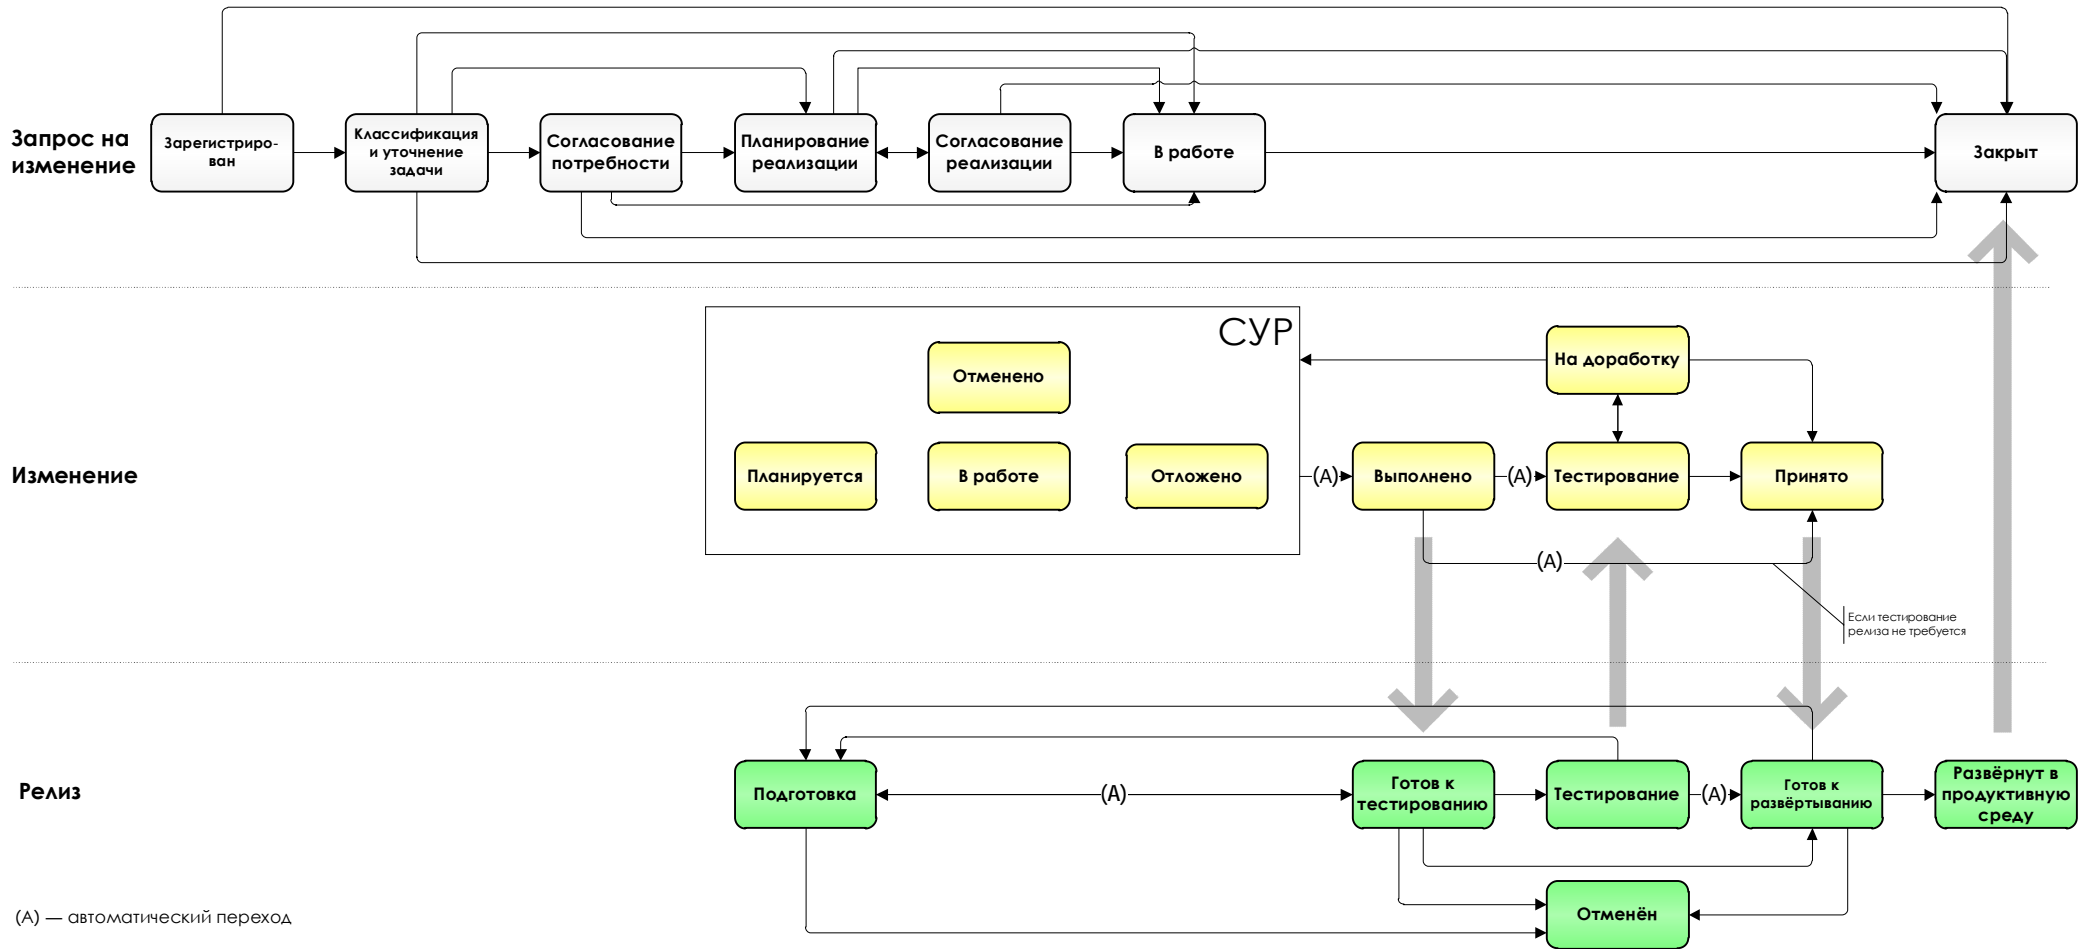 Запрос на
изменение
Зарегистриро-
ван
Классификация
и уточнение
задачи
Согласование
потребности
Планирование
реализации
Согласование
реализации
В работе
Закрыт
Изменение
СУР
Отменено
Планируется
В работе
Отложено
(А)
Выполнено
(А)
На доработку
Тестирование
Принято
(А)
Если тестирование
релиза не требуется
Релиз
Подготовка
(А)
Готов к
тестированию
Тестирование
(А)
Готов к
развёртыванию
Развёрнут в
продуктивную
среду
Отменён
(А) — автоматический переход